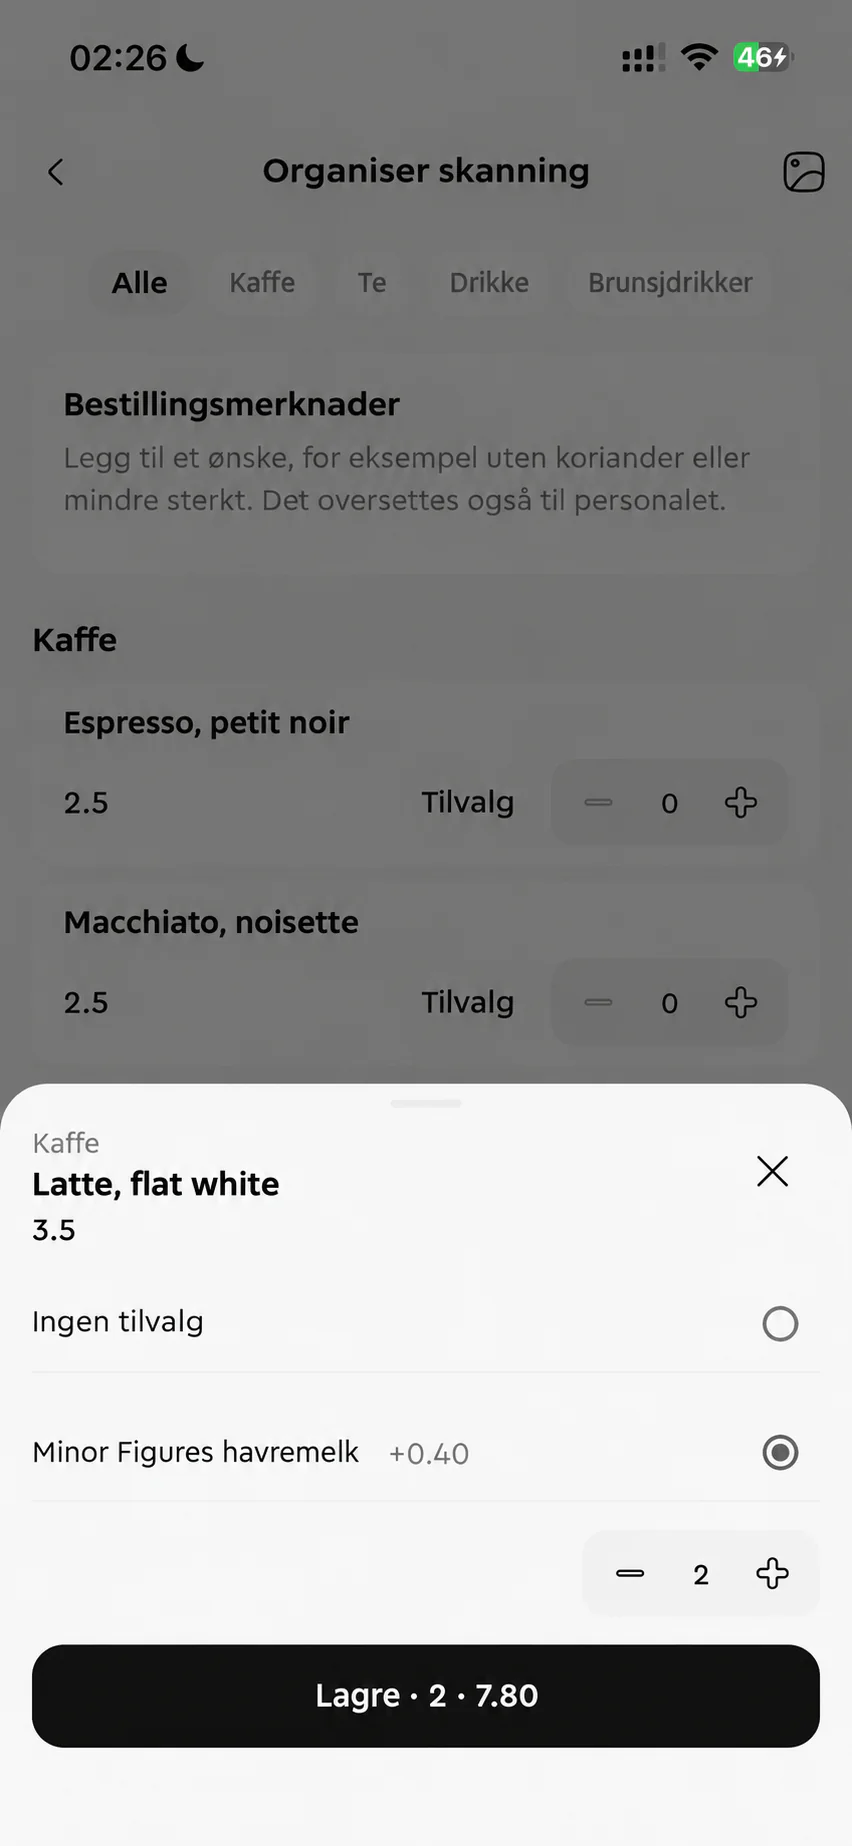 02:26
46
Organiser skanning
Alle Kaffe Te Drikke Brunsjdrikker
Bestillingsmerknader
Legg til et ønske, for eksempel uten koriander eller
mindre sterkt. Det oversettes også til personalet.
Kaffe
Espresso, petit noir
2.5 Tilvalg 0
Macchiato, noisette
2.5 Tilvalg 0
Kaffe
Latte, flat white
3.5
Ingen tilvalg
Minor Figures havremelk +0.40
2
Lagre · 2 · 7.80